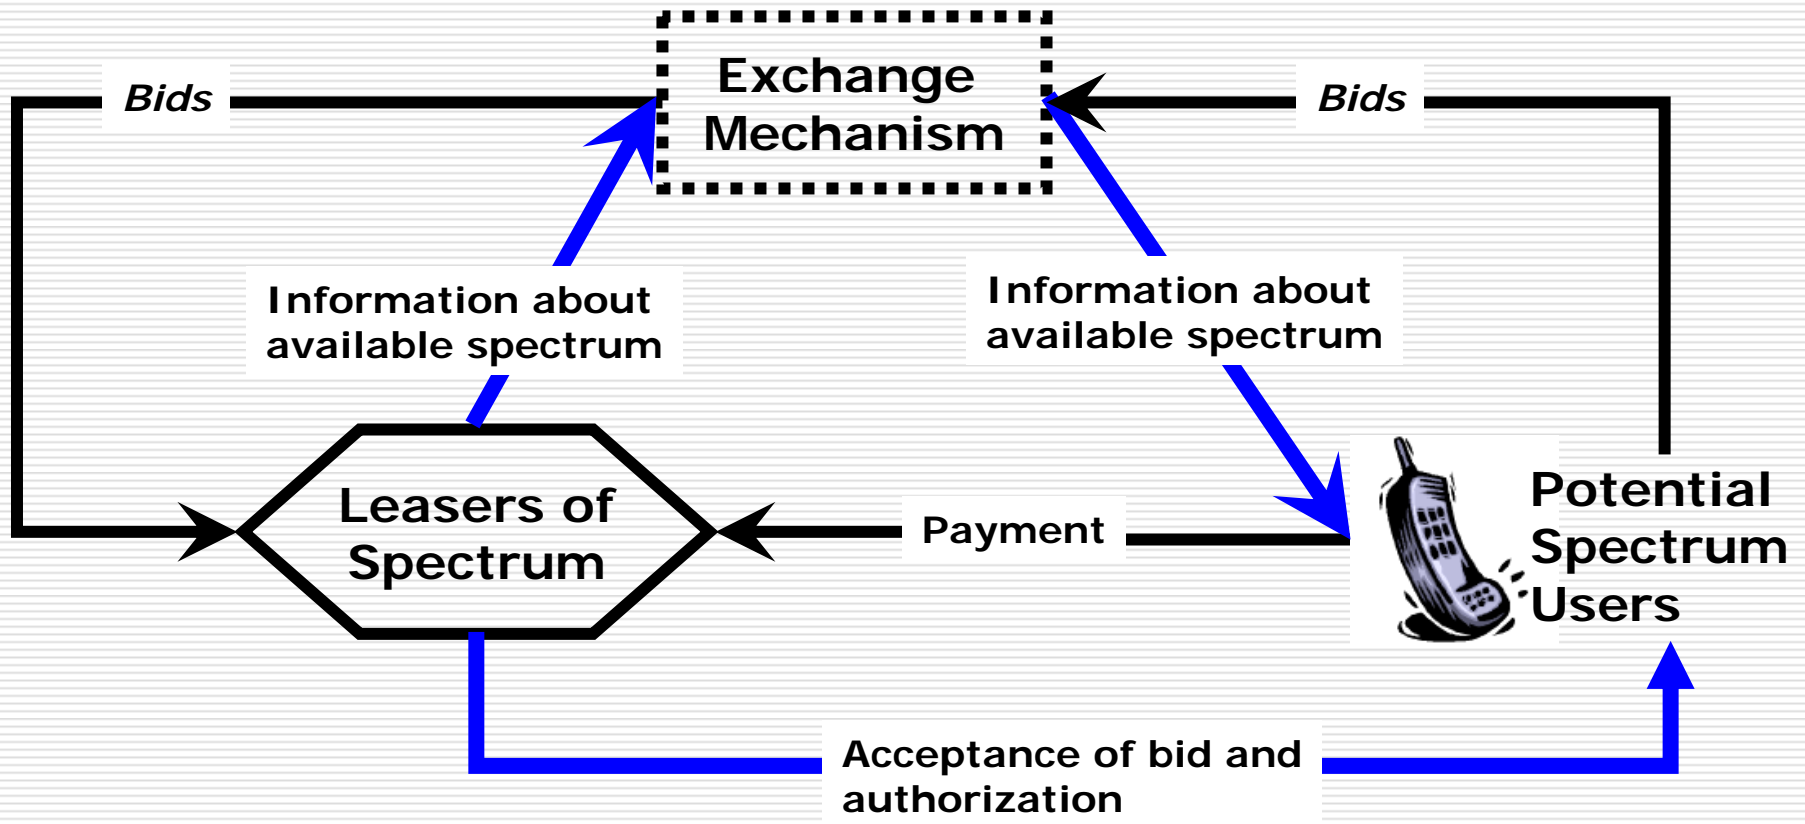 Exchange
Mechanism
Bids
Bids
Information about
available spectrum
Information about
available spectrum
Leasers of
Spectrum
Payment
Potential
Spectrum
Users
Acceptance of bid and
authorization